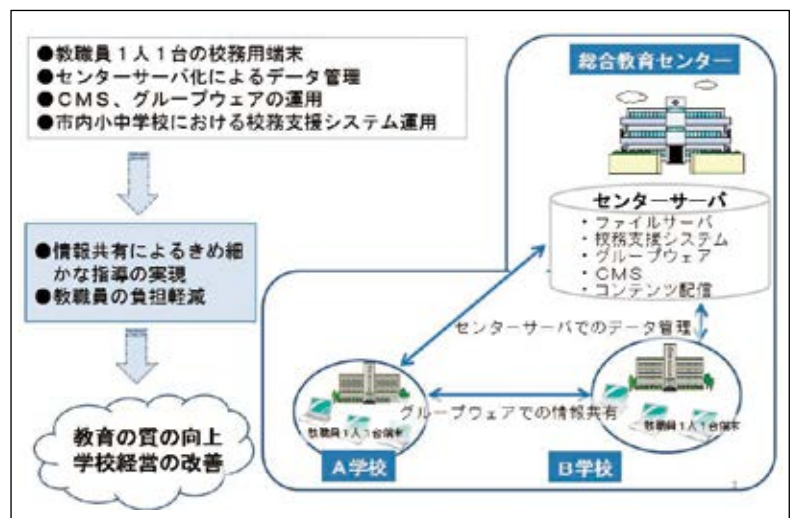 ●教職員1人1台の校務用端末
●センターサーバ化によるデータ管理
●CMS、グループウェアの運用
●市内小中学校における校務支援システム運用
●情報共有によるきめ細
かな指導の実現
●教職員の負担軽減
教育の質の向上
学校経営の改善
総合教育センター
センターサーバ
・ファイルサーバ
・校務支援システム
・グループウェア
・CMS
・コンテンツ配信
センターサーバでのデータ管理
グループウェアでの情報共有
教職員1人1台端末
A学校
教職員1人1台端末
B学校